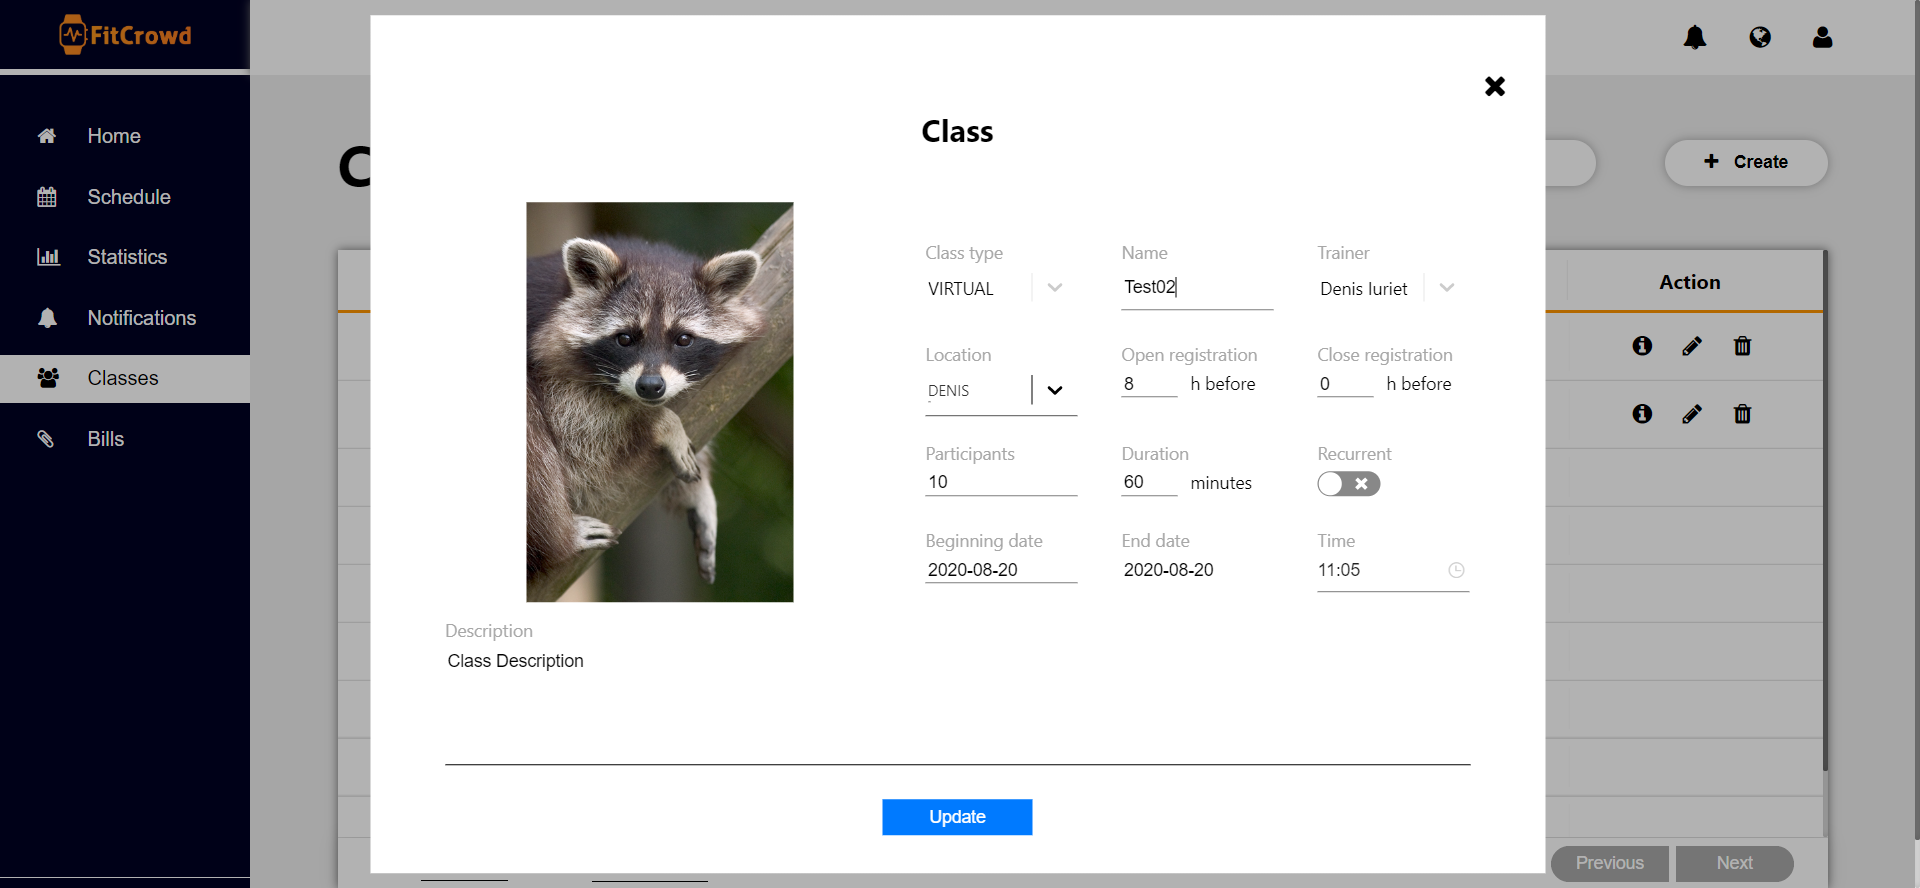 FitCrowd
Home
Schedule
Statistics
Notifications
Classes
Bills
C
Create
Action
Previous
Next
Class
Class type
VIRTUAL
Name
Test02
Trainer
Denis Iuriet
Location
DENIS
Open registration
8 h before
Close registration
0 h before
Participants
10
Duration
60 minutes
Recurrent
Beginning date
2020-08-20
End date
2020-08-20
Time
11:05
Description
Class Description
Update